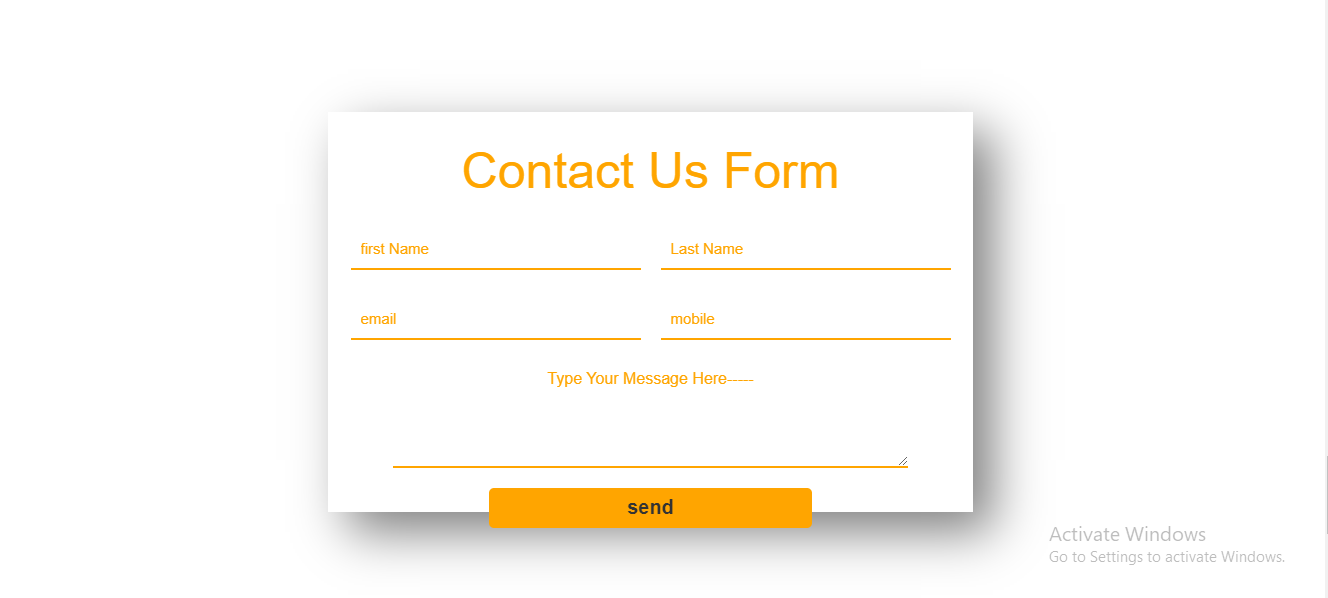 Contact Us Form
first Name
Last Name
email
mobile
Type Your Message Here-----
send
Activate Windows
Go to Settings to activate Windows.